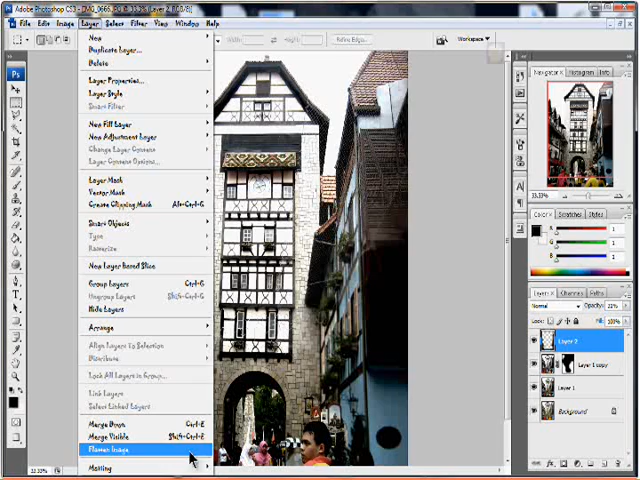 Adobe Photoshop CS3 - [IMG_0666.JPG @ 33.3% (Layer 2, RGB/8)]
File Edit Image Layer Select Filter View Window Help
Width: Height: Refine Edge... Workspace
New
Duplicate Layer...
Delete
Layer Properties...
Layer Style
Smart Filter
New Fill Layer
New Adjustment Layer
Change Layer Content
Layer Content Options...
Layer Mask
Vector Mask
Create Clipping Mask Alt+Ctrl+G
Smart Objects
Type
Rasterize
New Layer Based Slice
Group Layers Ctrl+G
Ungroup Layers Shift+Ctrl+G
Hide Layers
Arrange
Align Layers To Selection
Distribute
Lock All Layers in Group...
Link Layers
Select Linked Layers
Merge Down Ctrl+E
Merge Visible Shift+Ctrl+E
Flatten Image
Matting
33.33%
Ps
Navigator Histogram Info
33.33%
Color Swatches Styles
R 1
G 1
B 1
Layers Channels Paths
Normal Opacity: 22%
Lock: Fill: 100%
Layer 2
Layer 1 copy
Layer 1
Background